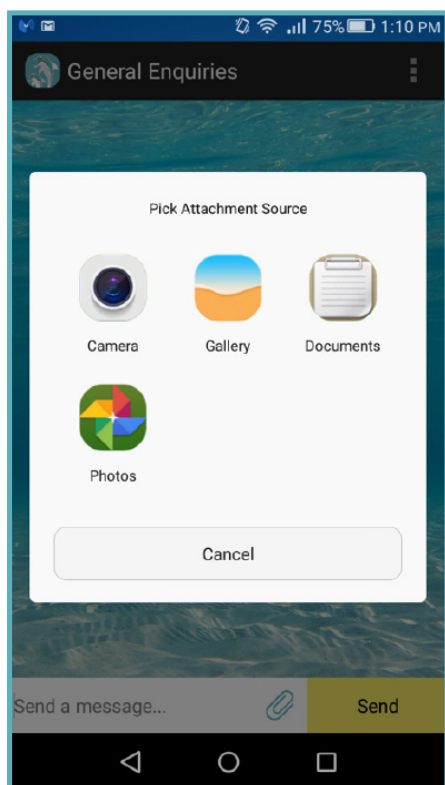 75% 1:10 PM
General Enquiries
Pick Attachment Source
Camera Gallery Documents
Photos
Cancel
Send a message... Send